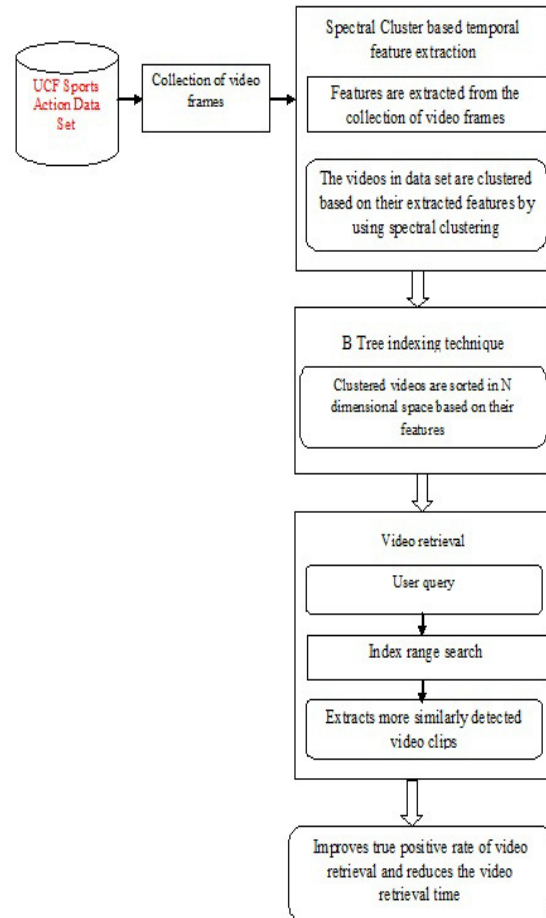 UCF Sports
Action Data
Set
Collection of video
frames
Spectral Cluster based temporal
feature extraction
Features are extracted from the
collection of video frames
The videos in data set are clustered
based on their extracted features by
using spectral clustering
B Tree indexing technique
Clustered videos are sorted in N
dimensional space based on their
features
Video retrieval
User query
Index range search
Extracts more similarly detected
video clips
Improves true positive rate of video
retrieval and reduces the video
retrieval time